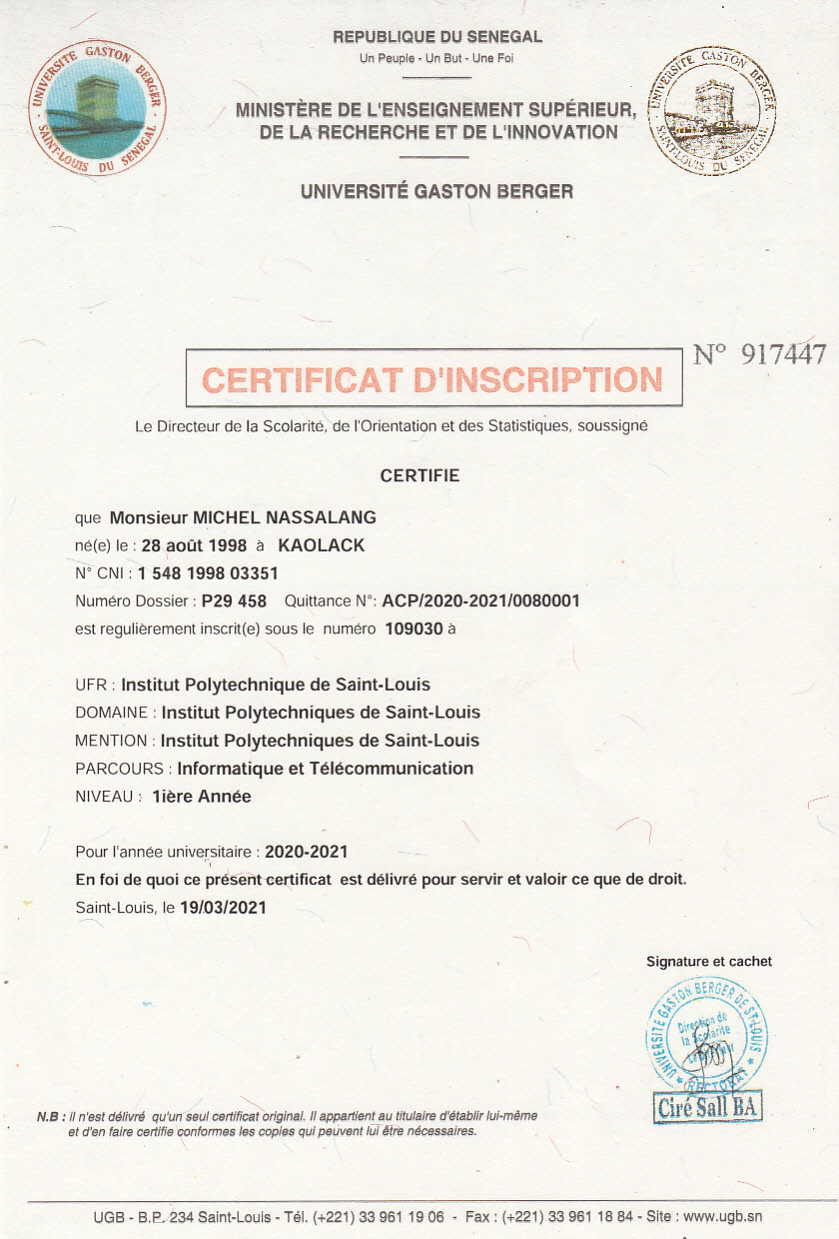 UNIVERSITE GASTON BERGER
SAINT-LOUIS DU SENEGAL
REPUBLIQUE DU SENEGAL
Un Peuple - Un But - Une Foi
MINISTÈRE DE L'ENSEIGNEMENT SUPÉRIEUR,
DE LA RECHERCHE ET DE L'INNOVATION
UNIVERSITÉ GASTON BERGER
UNIVERSITE GASTON BERGER
SAINT-LOUIS DU SENEGAL
N° 917447
CERTIFICAT D'INSCRIPTION
Le Directeur de la Scolarité, de l'Orientation et des Statistiques, soussigné
CERTIFIE
que Monsieur MICHEL NASSALANG
né(e) le : 28 août 1998 à KAOLACK
N° CNI : 1 548 1998 03351
Numéro Dossier : P29 458 Quittance N°: ACP/2020-2021/0080001
est regulièrement inscrit(e) sous le numéro 109030 à
UFR : Institut Polytechnique de Saint-Louis
DOMAINE : Institut Polytechniques de Saint-Louis
MENTION : Institut Polytechniques de Saint-Louis
PARCOURS : Informatique et Télécommunication
NIVEAU : 1ière Année
Pour l'année universitaire : 2020-2021
En foi de quoi ce présent certificat est délivré pour servir et valoir ce que de droit.
Saint-Louis, le 19/03/2021
Signature et cachet
UNIVERSITE GASTON BERGER DE ST-LOUIS
Direction de
la Scolarité
RECTORAT
Ciré Sall BA
N.B : il n'est délivré qu'un seul certificat original. Il appartient au titulaire d'établir lui-même
et d'en faire certifie conformes les copies qui peuvent lui être nécessaires.
UGB - B.P. 234 Saint-Louis - Tél. (+221) 33 961 19 06 - Fax : (+221) 33 961 18 84 - Site : www.ugb.sn